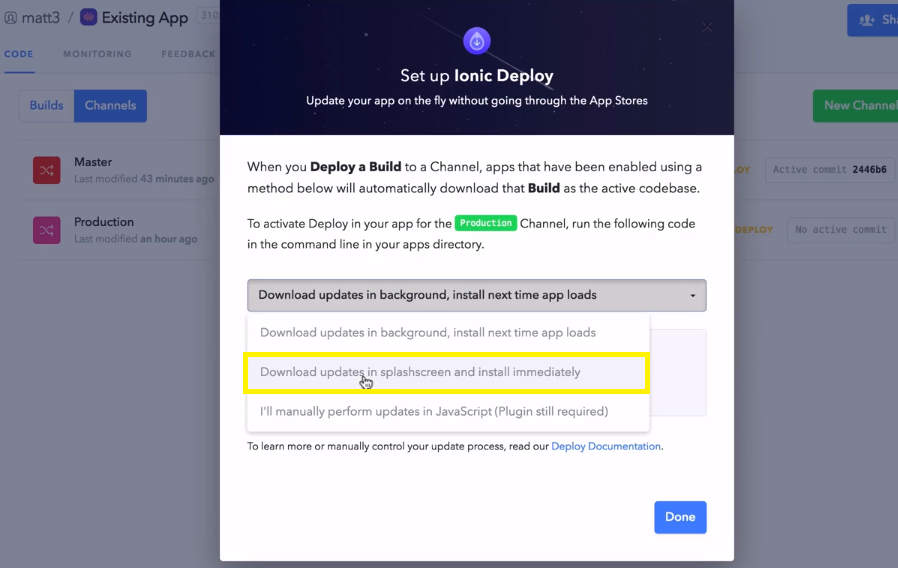 matt3 / Existing App 310
Sha
CODE MONITORING FEEDBACK
Builds Channels
New Channel
Master
Last modified 43 minutes ago
LOY
Active commit 2446b6
Production
Last modified an hour ago
DEPLOY
No active commit
Set up Ionic Deploy
Update your app on the fly without going through the App Stores
When you Deploy a Build to a Channel, apps that have been enabled using a
method below will automatically download that Build as the active codebase.
To activate Deploy in your app for the Production Channel, run the following code
in the command line in your apps directory.
Download updates in background, install next time app loads
Download updates in background, install next time app loads
Download updates in splashscreen and install immediately
I'll manually perform updates in JavaScript (Plugin still required)
To learn more or manually control your update process, read our Deploy Documentation.
Done